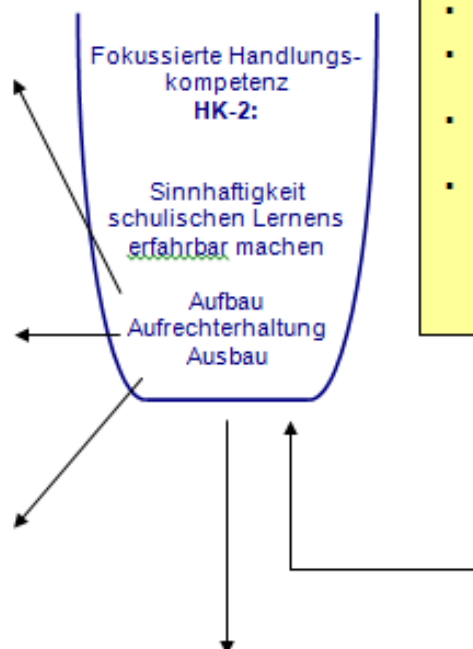 Fokussierte Handlungs-
kompetenz
HK-2:
Sinnhaftigkeit
schulischen Lernens
erfahrbar machen
Aufbau
Aufrechterhaltung
Ausbau